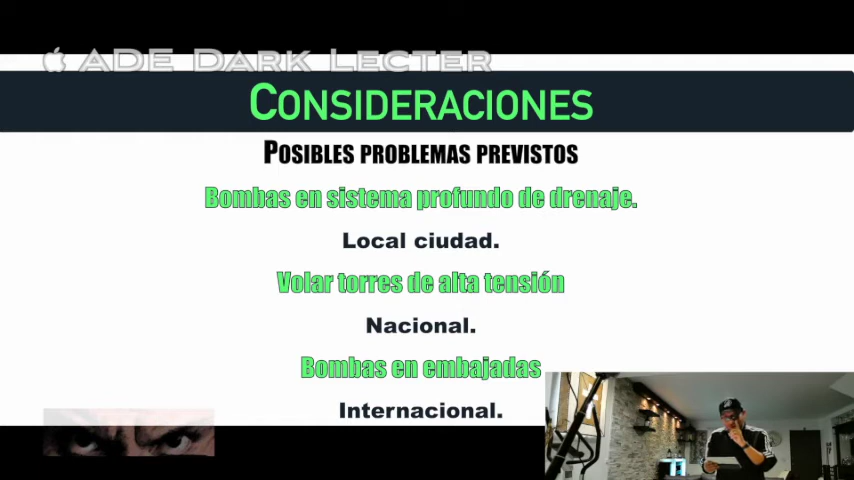 ADE DARK LECTER
CONSIDERACIONES
POSIBLES PROBLEMAS PREVISTOS
Bombas en sistema profundo de drenaje.
Local ciudad.
Volar torres de alta tensión
Nacional.
Bombas en embajadas
Internacional.